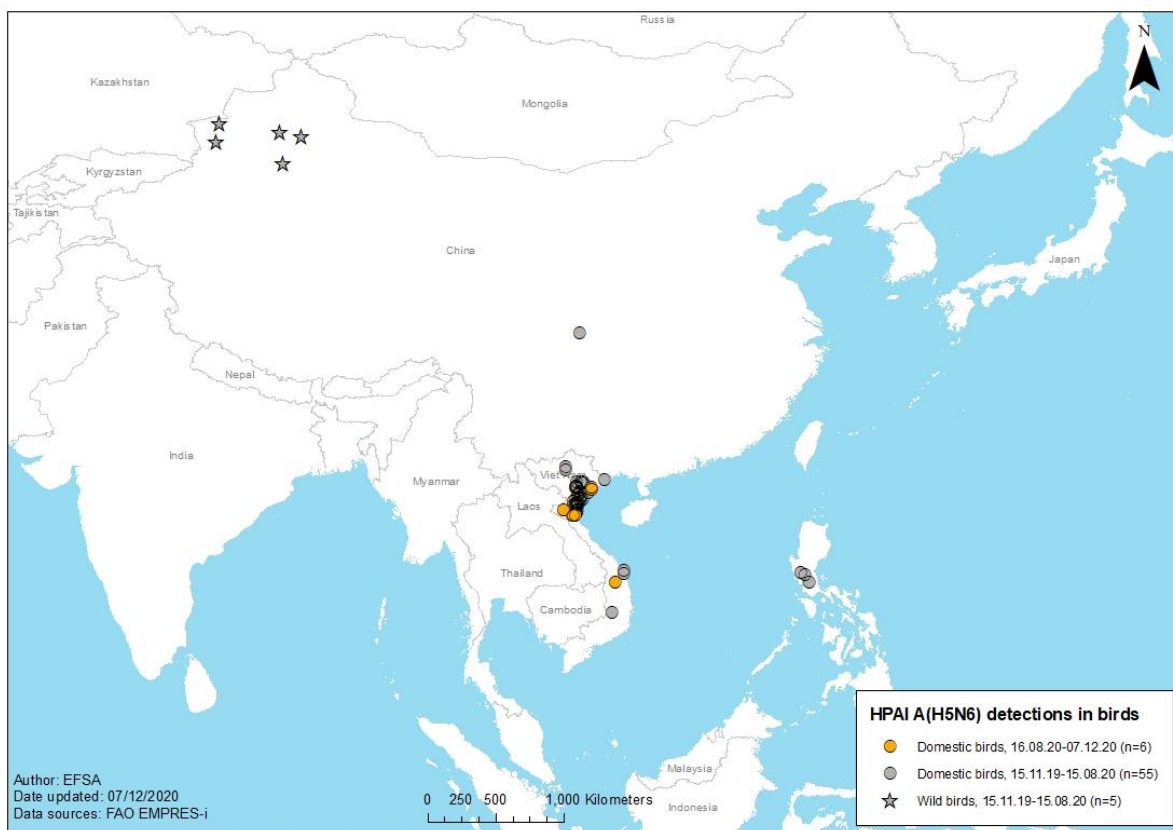 Russia
N
Kazakhstan
Mongolia
Kyrgyzstan
Tajikistan
China
Japan
Pakistan
Nepal
India
Myanmar
Viet Nam
Laos
Thailand
Cambodia
HPAI A(H5N6) detections in birds
Domestic birds, 16.08.20-07.12.20 (n=6)
Domestic birds, 15.11.19-15.08.20 (n=55)
Wild birds, 15.11.19-15.08.20 (n=5)
Malaysia
Indonesia
Author: EFSA
Date updated: 07/12/2020
Data sources: FAO EMPRES-i
0 250 500 1,000 Kilometers